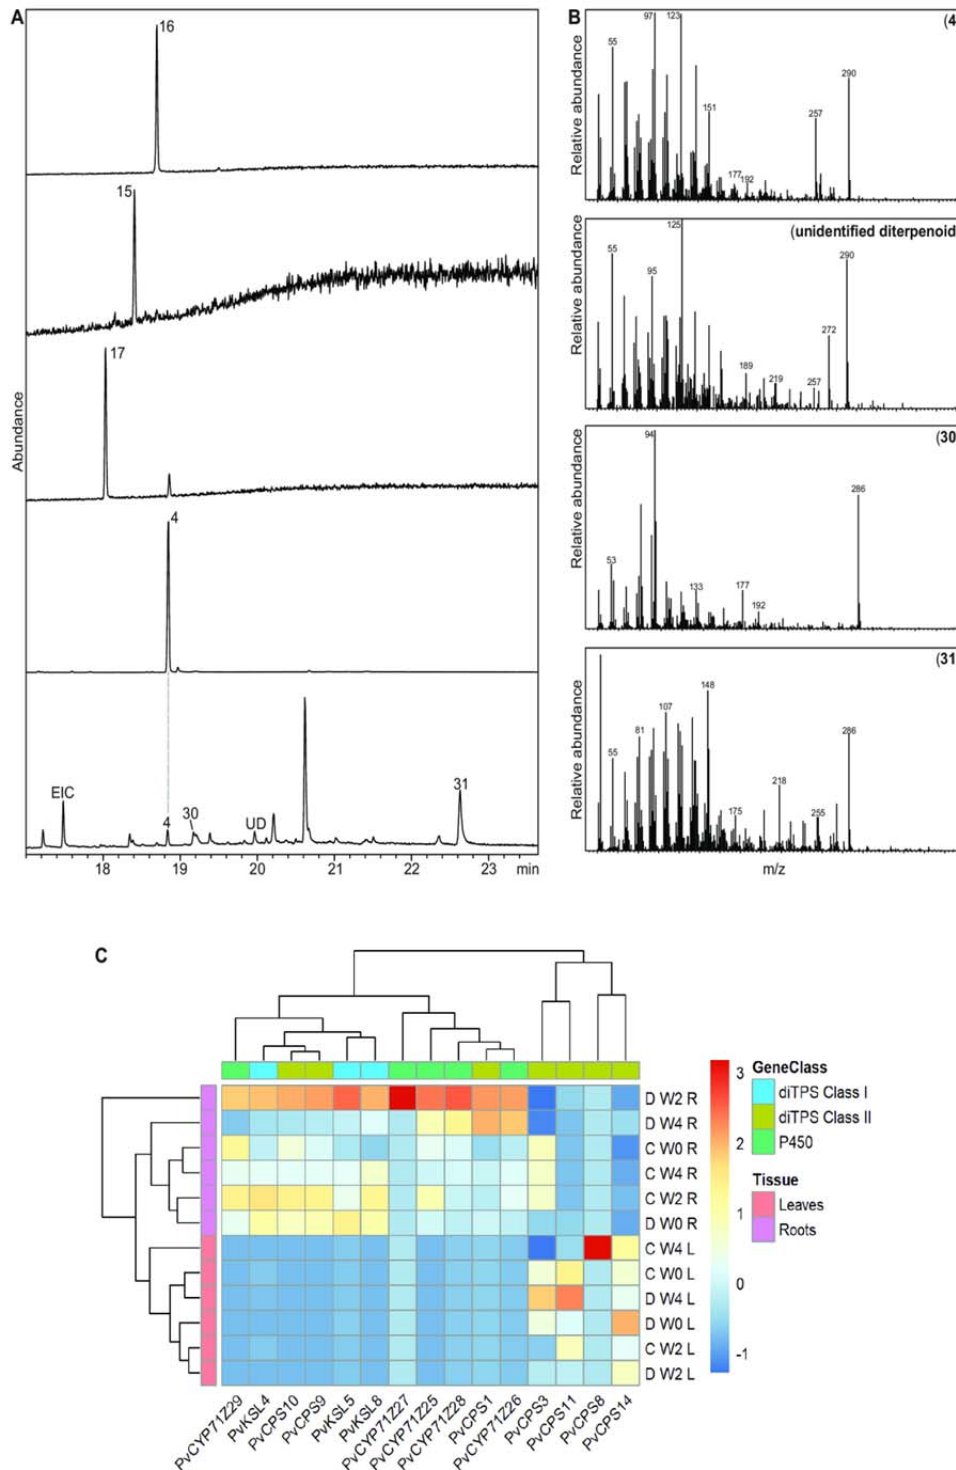 A
16
15
17
4
EIC
4
30
UD
31
Abundance
18
19
20
21
22
23
min
B
(4
97
123
55
151
177
192
257
290
Relative abundance
(unidentified diterpenoid
125
55
95
189
219
257
272
290
Relative abundance
(30
94
53
133
177
192
286
Relative abundance
(31
148
107
81
55
175
218
255
286
Relative abundance
m/z
C
D W2 R
D W4 R
C W0 R
C W4 R
C W2 R
D W0 R
C W4 L
C W0 L
D W4 L
D W0 L
C W2 L
D W2 L
3
2
1
0
-1
GeneClass
diTPS Class I
diTPS Class II
P450
Tissue
Leaves
Roots
PvCYP71Z29
PvKSL4
PvCPS10
PvCPS9
PvKSL5
PvKSL8
PvCYP71Z27
PvCYP71Z25
PvCYP71Z28
PvCPS1
PvCYP71Z26
PvCPS3
PvCPS11
PvCPS8
PvCPS14